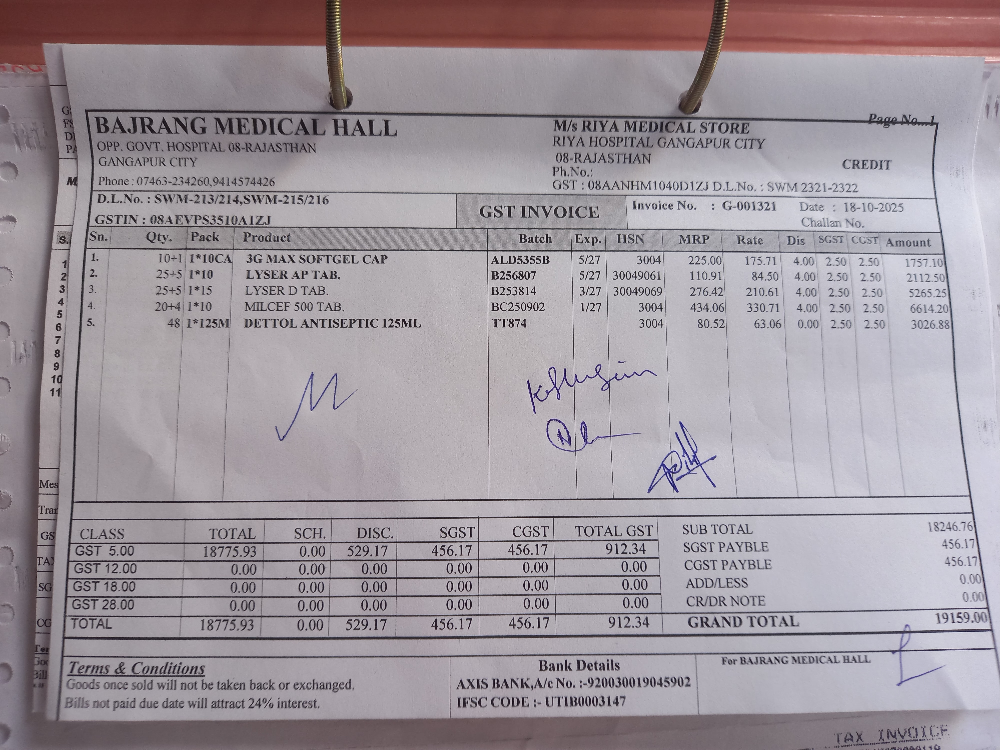 BAJRANG MEDICAL HALL
OPP. GOVT. HOSPITAL 08-RAJASTHAN
GANGAPUR CITY
Phone : 07463-234260,9414574426
D.L.No. : SWM-213/214,SWM-215/216
GSTIN : 08AEVPS3510A1ZJ
Page No...1
M/s RIYA MEDICAL STORE
RIYA HOSPITAL GANGAPUR CITY
08-RAJASTHAN
CREDIT
Ph.No.:
GST : 08AANHM1040D1ZJ D.L.No. : SWM 2321-2322
GST INVOICE
Invoice No. : G-001321 Date : 18-10-2025
Challan No.
Sn. Qty. Pack Product Batch Exp. HSN MRP Rate Dis SGST CGST Amount
1. 10+1 1*10CA 3G MAX SOFTGEL CAP ALD5355B 5/27 3004 225.00 175.71 4.00 2.50 2.50 1757.10
2. 25+5 1*10 LYSER AP TAB. B256807 5/27 30049061 110.91 84.50 4.00 2.50 2.50 2112.50
3. 25+5 1*15 LYSER D TAB. B253814 3/27 30049069 276.42 210.61 4.00 2.50 2.50 5265.25
4. 20+4 1*10 MILCEF 500 TAB. BC250902 1/27 3004 434.06 330.71 4.00 2.50 2.50 6614.20
5. 48 1*125M DETTOL ANTISEPTIC 125ML TT874 3004 80.52 63.06 0.00 2.50 2.50 3026.88
CLASS TOTAL SCH. DISC. SGST CGST TOTAL GST
GST 5.00 18775.93 0.00 529.17 456.17 456.17 912.34
GST 12.00 0.00 0.00 0.00 0.00 0.00 0.00
GST 18.00 0.00 0.00 0.00 0.00 0.00 0.00
GST 28.00 0.00 0.00 0.00 0.00 0.00 0.00
TOTAL 18775.93 0.00 529.17 456.17 456.17 912.34
SUB TOTAL 18246.76
SGST PAYBLE 456.17
CGST PAYBLE 456.17
ADD/LESS 0.00
CR/DR NOTE 0.00
GRAND TOTAL 19159.00
Terms & Conditions
Goods once sold will not be taken back or exchanged.
Bills not paid due date will attract 24% interest.
Bank Details
AXIS BANK,A/c No. :-920030019045902
IFSC CODE :- UTIB0003147
For BAJRANG MEDICAL HALL
S.
1
2
3
4
5
6
7
8
9
10
11
TAX INVOICE